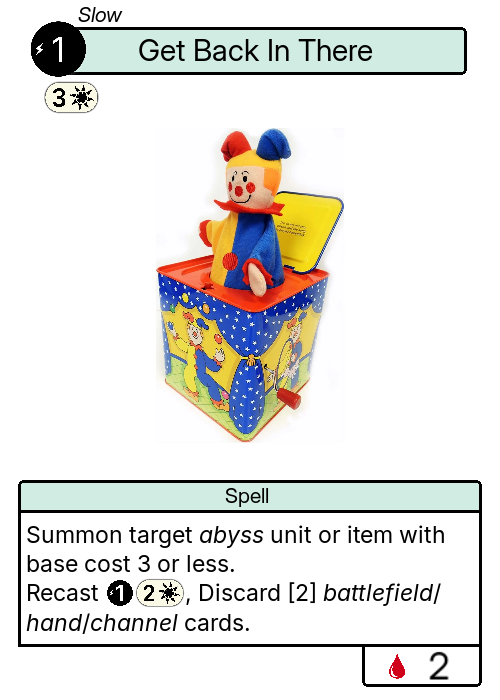 Slow
1 Get Back In There
3
Spell
Summon target abyss unit or item with
base cost 3 or less.
Recast 1 2, Discard [2] battlefield/
hand/channel cards.
2